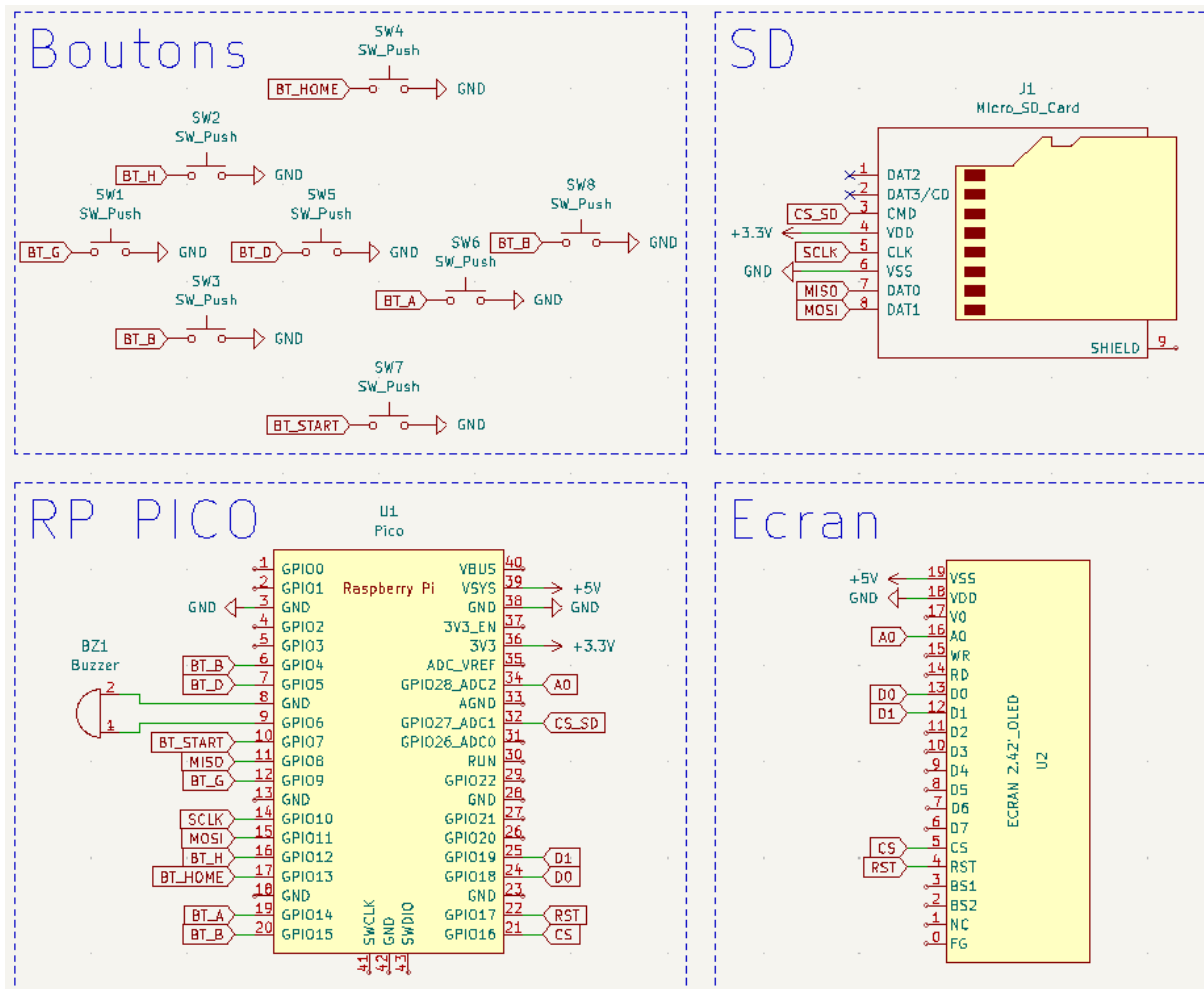 Boutons
SW4
SW_Push
BT_HOME
GND
SW2
SW_Push
BT_H
GND
SW1
SW_Push
BT_G
GND
SW5
SW_Push
BT_D
GND
SW8
SW_Push
BT_B
GND
SW6
SW_Push
BT_A
GND
SW3
SW_Push
BT_B
GND
SW7
SW_Push
BT_START
GND
SD
J1
Micro_SD_Card
1 DAT2
2 DAT3/CD
CS_SD 3 CMD
+3.3V 4 VDD
SCLK 5 CLK
GND 6 VSS
MISO 7 DAT0
MOSI 8 DAT1
SHIELD 9
RP PICO
U1
Pico
Raspberry Pi
1 GPIO0
2 GPIO1
GND 3 GND
4 GPIO2
5 GPIO3
BT_B 6 GPIO4
BT_D 7 GPIO5
8 GND
9 GPIO6
BT_START 10 GPIO7
MISO 11 GPIO8
BT_G 12 GPIO9
13 GND
SCLK 14 GPIO10
MOSI 15 GPIO11
BT_H 16 GPIO12
BT_HOME 17 GPIO13
18 GND
BT_A 19 GPIO14
BT_B 20 GPIO15
BZ1
Buzzer
2
1
VBUS 40
VSYS 39 +5V
GND 38 GND
3V3_EN 37
3V3 36 +3.3V
ADC_VREF 35
GPIO28_ADC2 34 A0
AGND 33
GPIO27_ADC1 32 CS_SD
GPIO26_ADC0 31
RUN 30
GPIO22 29
GND 28
GPIO21 27
GPIO20 26
GPIO19 25 D1
GPIO18 24 D0
GND 23
GPIO17 22 RST
GPIO16 21 CS
SWCLK 41
GND 42
SWDIO 43
Ecran
+5V 19 VSS
GND 18 VDD
17 V0
A0 16 A0
15 WR
14 RD
D0 13 D0
D1 12 D1
11 D2
10 D3
9 D4
8 D5
7 D6
6 D7
CS 5 CS
RST 4 RST
3 BS1
2 BS2
1 NC
0 FG
ECRAN 2.42'_OLED
U2